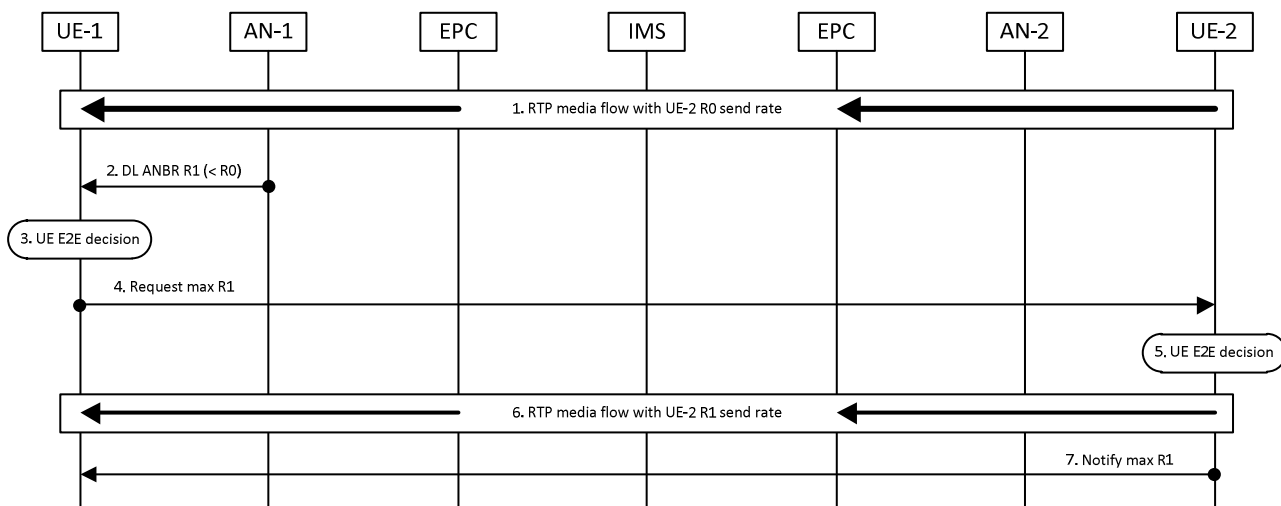 UE-1
AN-1
EPC
IMS
EPC
AN-2
UE-2
1. RTP media flow with UE-2 R0 send rate
2. DL ANBR R1 (< R0)
3. UE E2E decision
4. Request max R1
5. UE E2E decision
6. RTP media flow with UE-2 R1 send rate
7. Notify max R1